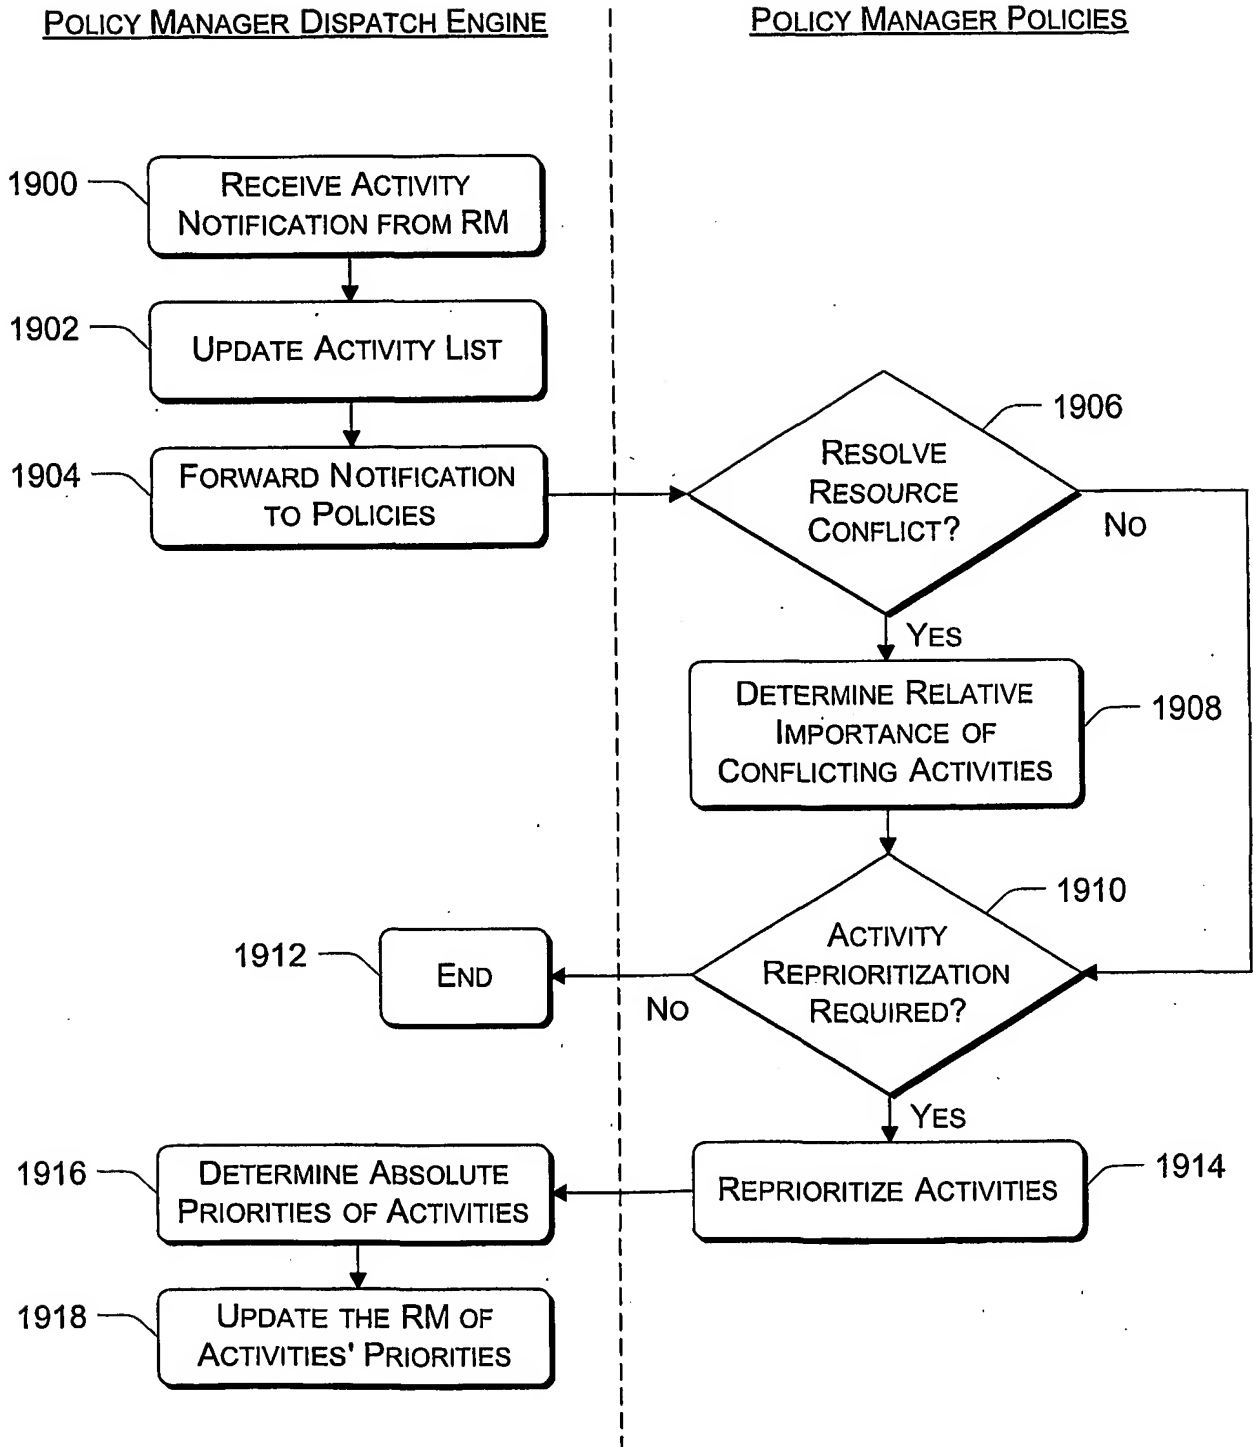 POLICY MANAGER DISPATCH ENGINE
POLICY MANAGER POLICIES
1900
RECEIVE ACTIVITY
NOTIFICATION FROM RM
1902
UPDATE ACTIVITY LIST
1904
FORWARD NOTIFICATION
TO POLICIES
1906
RESOLVE
RESOURCE
CONFLICT?
NO
YES
DETERMINE RELATIVE
IMPORTANCE OF
CONFLICTING ACTIVITIES
1908
1910
ACTIVITY
REPRIORITIZATION
REQUIRED?
1912
END
NO
YES
1914
REPRIORITIZE ACTIVITIES
1916
DETERMINE ABSOLUTE
PRIORITIES OF ACTIVITIES
1918
UPDATE THE RM OF
ACTIVITIES' PRIORITIES